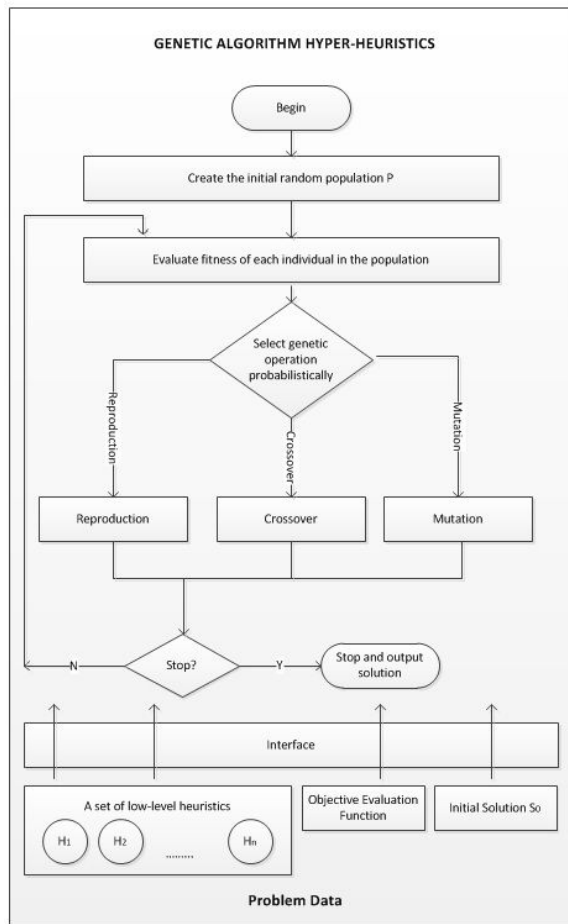 GENETIC ALGORITHM HYPER-HEURISTICS
Begin
Create the initial random population P
Evaluate fitness of each individual in the population
Select genetic
operation
probabilistically
Reproduction
Crossover
Mutation
Reproduction
Crossover
Mutation
N
Stop?
Y
Stop and output
solution
Interface
A set of low-level heuristics
H1
H2
.........
Hn
Objective Evaluation
Function
Initial Solution S0
Problem Data